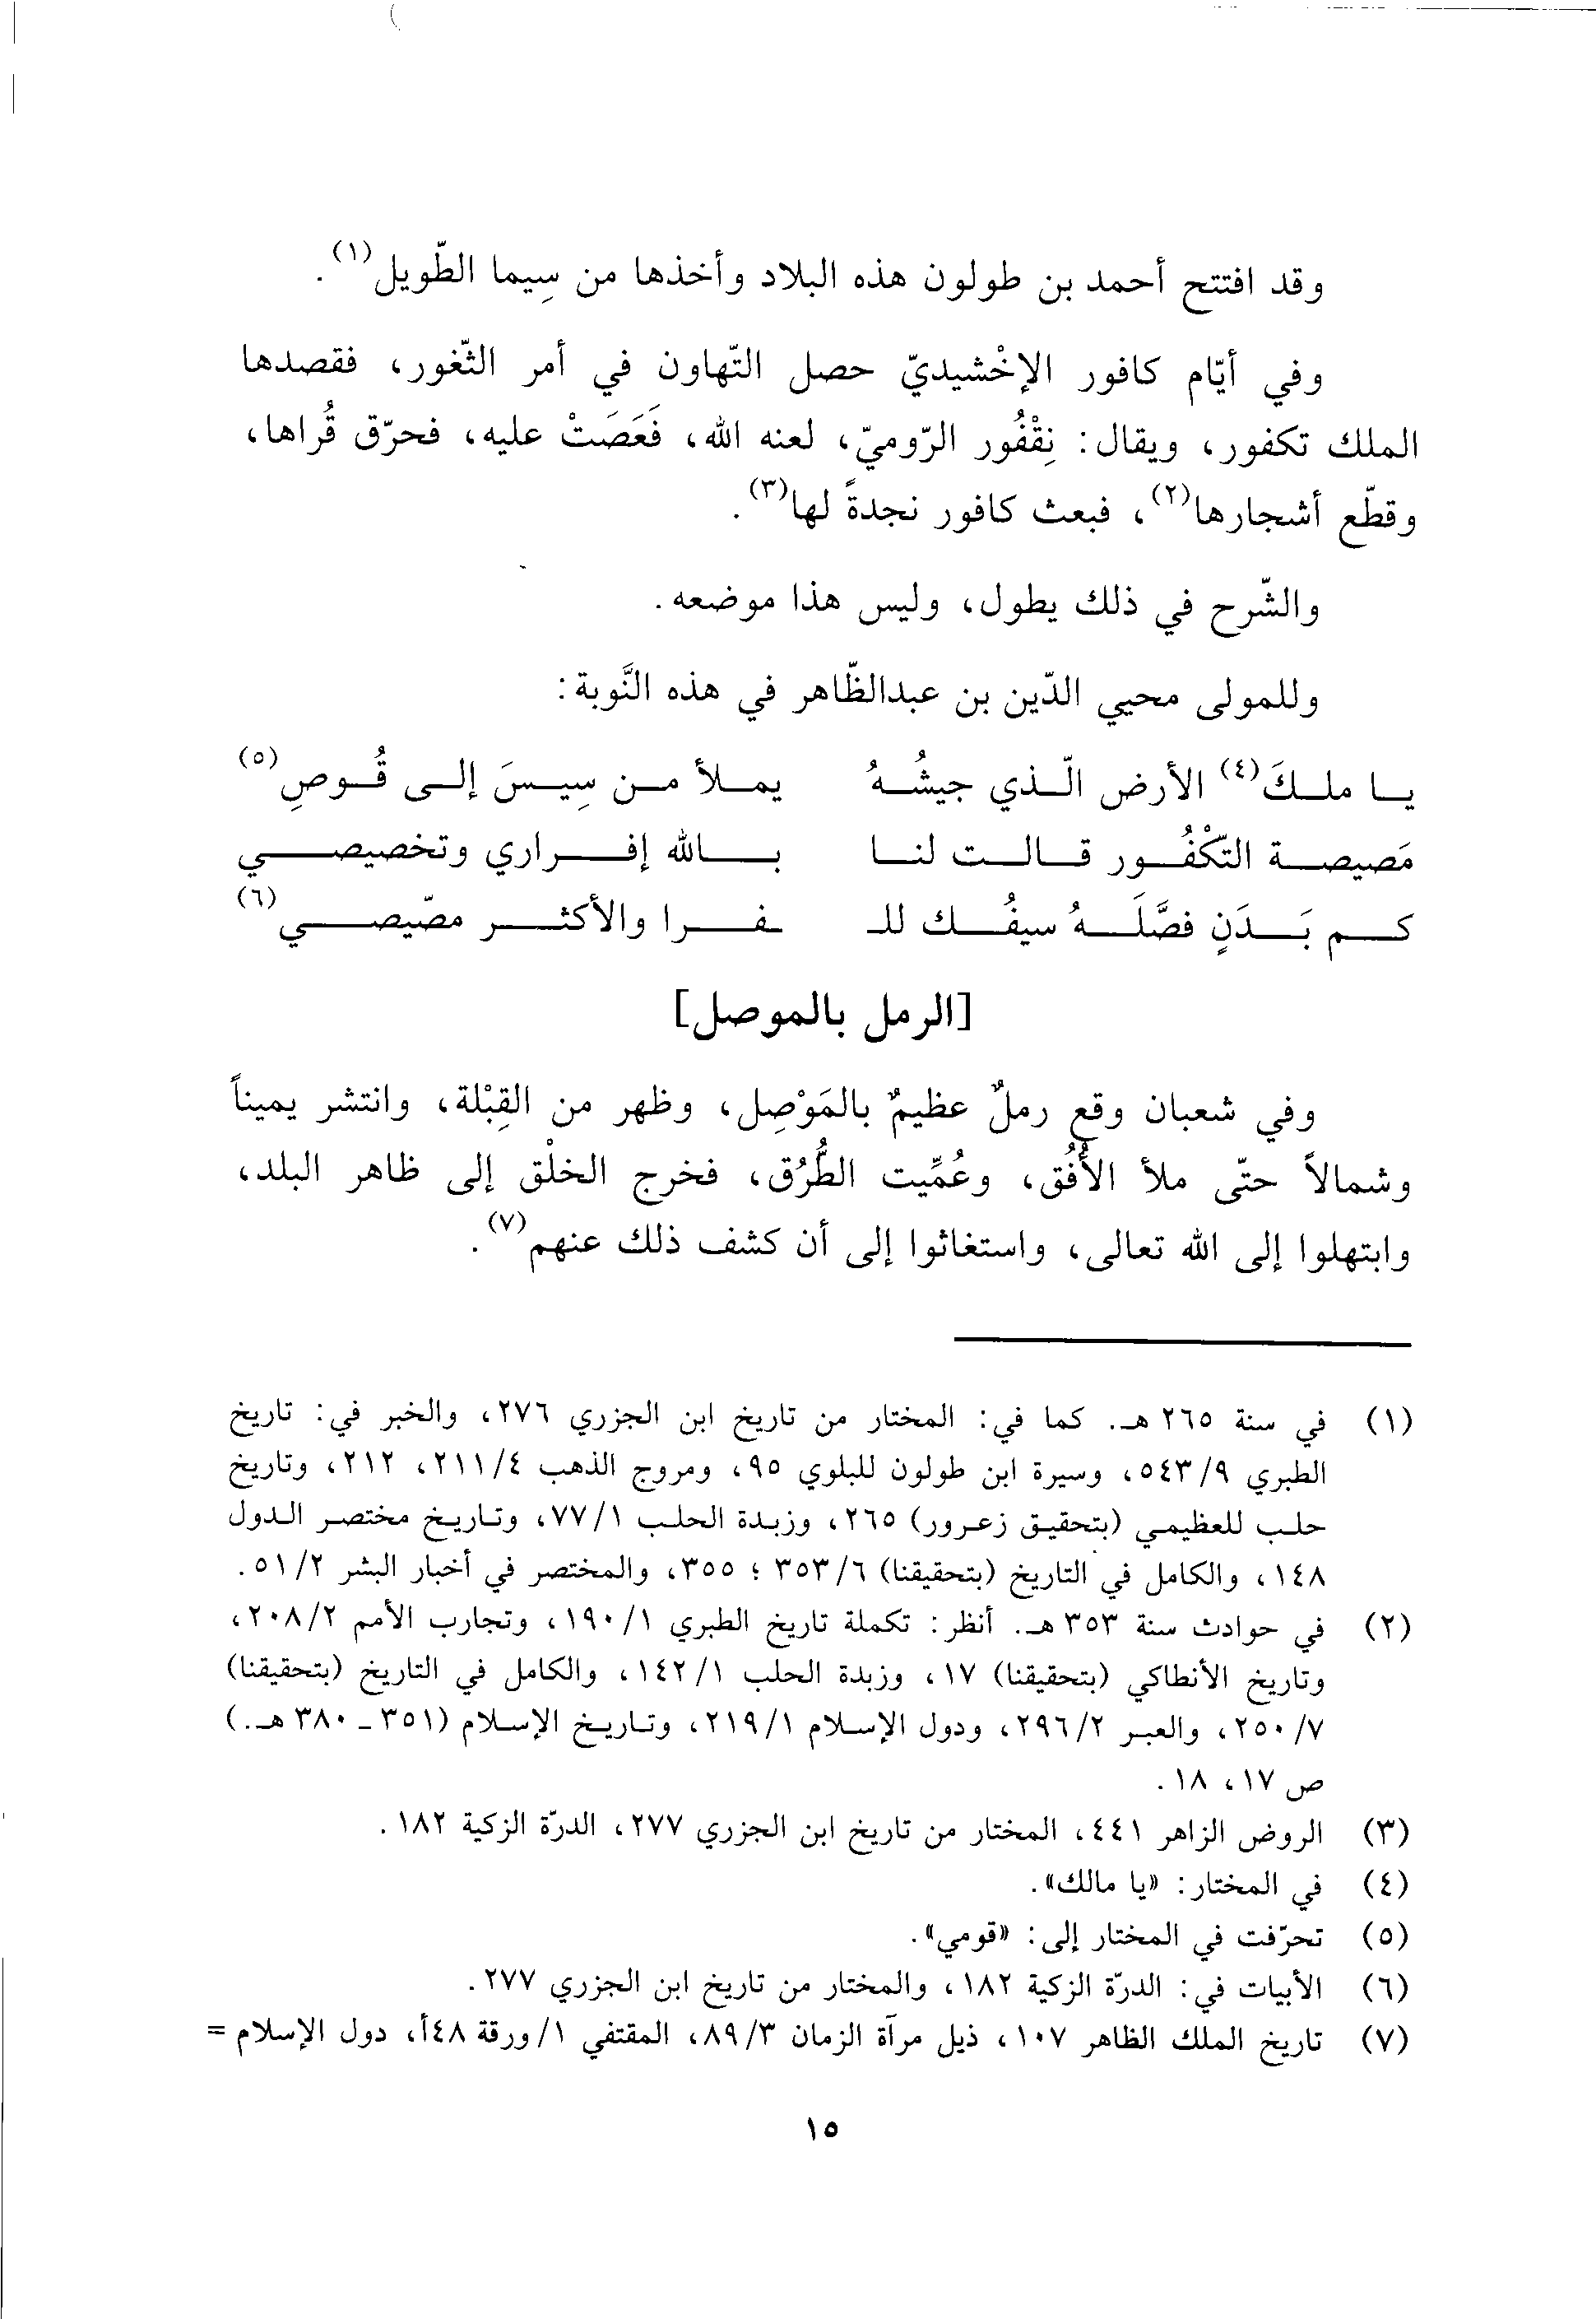 وقد افتتح أحمد بن طولون هذه البلاد وأخذها من سِيما الطّويل(١).
وفي أيّام كافور الإخْشيديّ حصل التّهاون في أمر الثّغور، فقصدها
الملك تكفور، ويقال: نِقْفُور الرّوميّ، لعنه الله، فَعَصَتْ عليه، فحرّق قُراها،
وقطّع أشجارها(٢)، فبعث كافور نجدةً لها(٣).
والشّرح في ذلك يطول، وليس هذا موضعه.
وللمولى محيي الدّين بن عبدالظّاهر في هذه النَّوبة:
يا ملكَ(٤) الأرض الّذي جيشُهُ يملأ من سِيسَ إلى قُوصِ(٥)
مَصيصة التّكْفُور قالت لنا بالله إفراري وتخصيصي
كم بَدَنٍ فصَّلَهُ سيفُك للـ ـفرا والأكثر مصّيصي(٦)
[الرمل بالموصل]
وفي شعبان وقع رملٌ عظيمٌ بالمَوْصِل، وظهر من القِبْلة، وانتشر يميناً
وشمالاً حتّى ملأ الأُفُق، وعُمِّيت الطُّرُق، فخرج الخلْق إلى ظاهر البلد،
وابتهلوا إلى الله تعالى، واستغاثوا إلى أن كشف ذلك عنهم(٧).
(١) في سنة ٢٦٥ هـ. كما في: المختار من تاريخ ابن الجزري ٢٧٦، والخبر في: تاريخ
الطبري ٥٤٣/٩، وسيرة ابن طولون للبلوي ٩٥، ومروج الذهب ٢١١/٤، ٢١٢، وتاريخ
حلب للعظيمي (بتحقيق زعرور) ٢٦٥، وزبدة الحلب ٧٧/١، وتاريخ مختصر الدول
١٤٨، والكامل في التاريخ (بتحقيقنا) ٣٥٣/٦ ؛ ٣٥٥، والمختصر في أخبار البشر ٥١/٢.
(٢) في حوادث سنة ٣٥٣ هـ. أنظر: تكملة تاريخ الطبري ١٩٠/١، وتجارب الأمم ٢٠٨/٢،
وتاريخ الأنطاكي (بتحقيقنا) ١٧، وزبدة الحلب ١٤٢/١، والكامل في التاريخ (بتحقيقنا)
٢٥٠/٧، والعبر ٢٩٦/٢، ودول الإسلام ٢١٩/١، وتاريخ الإسلام (٣٥١ - ٣٨٠ هـ.)
ص ١٧، ١٨.
(٣) الروض الزاهر ٤٤١، المختار من تاريخ ابن الجزري ٢٧٧، الدرّة الزكية ١٨٢.
(٤) في المختار: «يا مالك».
(٥) تحرّفت في المختار إلى: «قومي».
(٦) الأبيات في: الدرّة الزكية ١٨٢، والمختار من تاريخ ابن الجزري ٢٧٧.
(٧) تاريخ الملك الظاهر ١٠٧، ذيل مرآة الزمان ٨٩/٣، المقتفي ١/ورقة ٤٨أ، دول الإسلام =
١٥